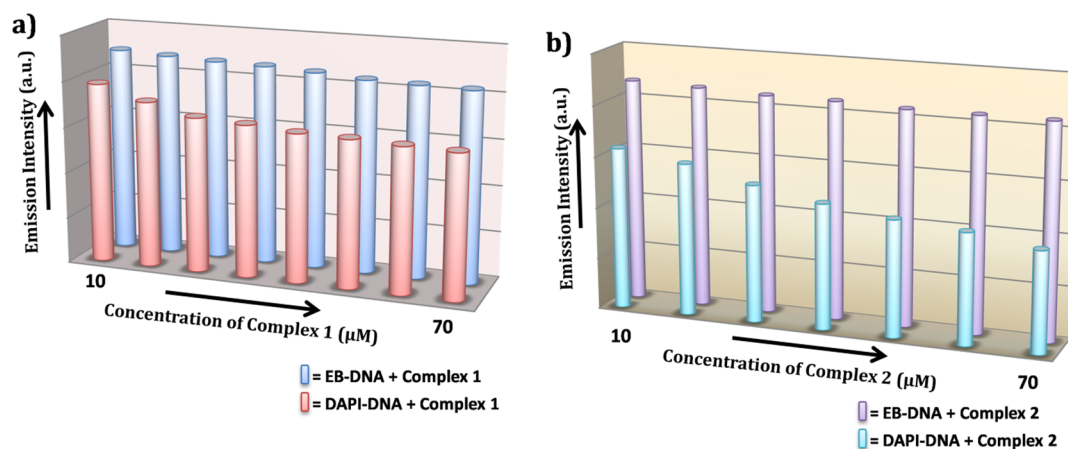 a)
Emission Intensity (a.u.)
10
70
Concentration of Complex 1 (µM)
= EB-DNA + Complex 1
= DAPI-DNA + Complex 1
b)
Emission Intensity (a.u.)
10
70
Concentration of Complex 2 (µM)
= EB-DNA + Complex 2
= DAPI-DNA + Complex 2